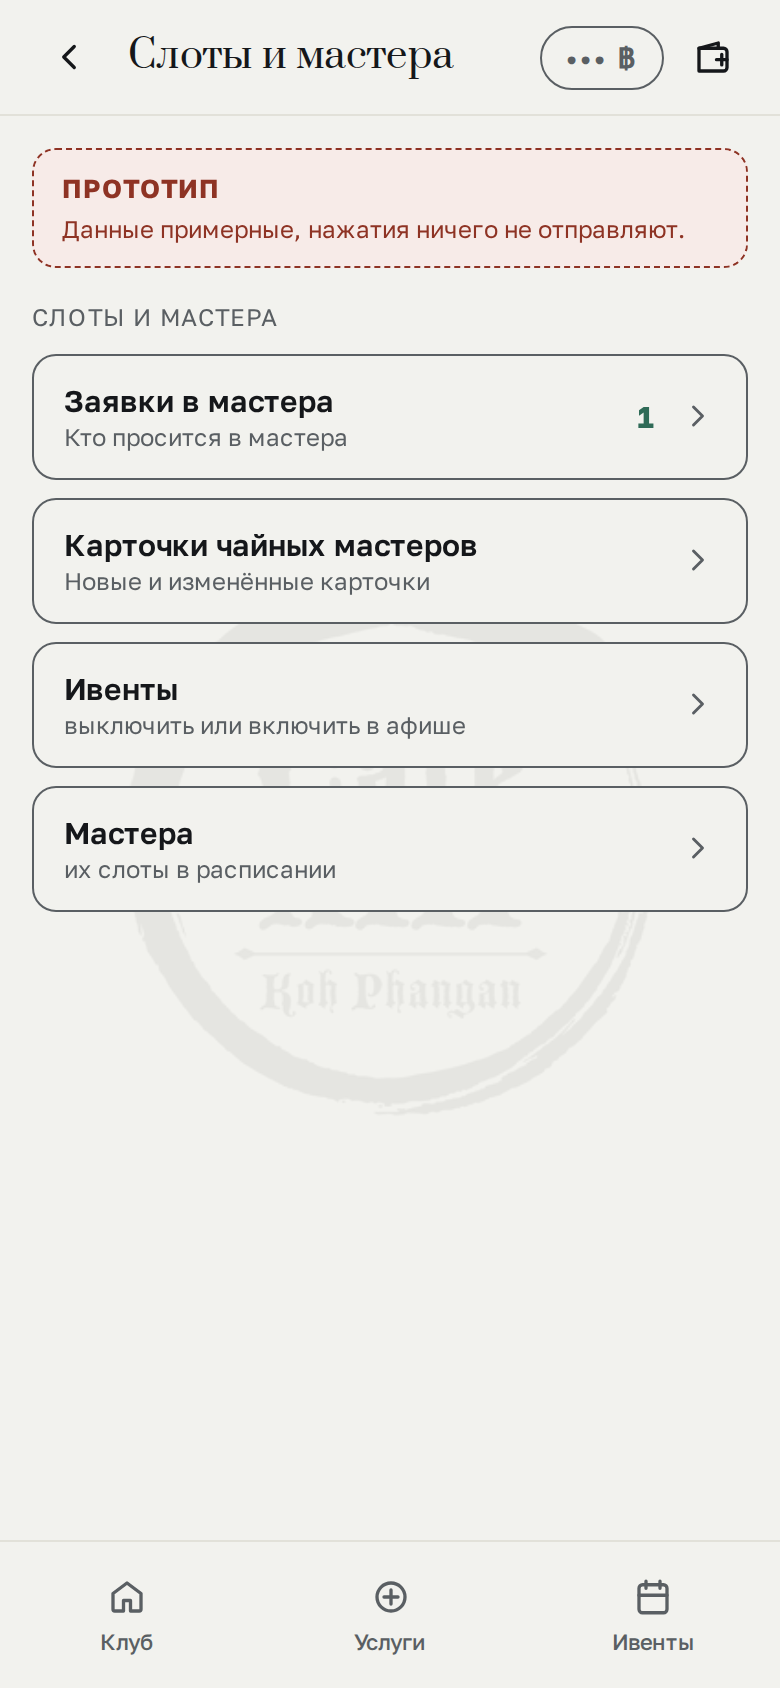 Слоты и мастера
••• ฿
ПРОТОТИП
Данные примерные, нажатия ничего не отправляют.
СЛОТЫ И МАСТЕРА
Заявки в мастера
Кто просится в мастера
1
Карточки чайных мастеров
Новые и изменённые карточки
Ивенты
выключить или включить в афише
Мастера
их слоты в расписании
Koh Phangan
Клуб
Услуги
Ивенты